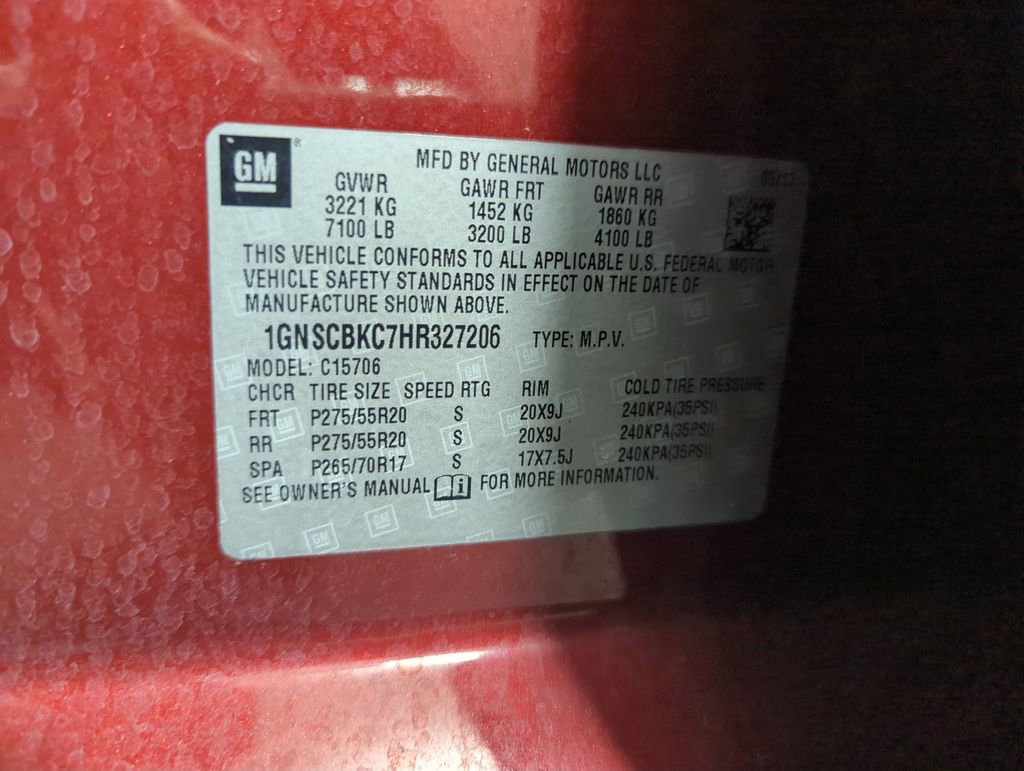 GM
MFD BY GENERAL MOTORS LLC
05/17
GVWR GAWR FRT GAWR RR
3221 KG 1452 KG 1860 KG
7100 LB 3200 LB 4100 LB
THIS VEHICLE CONFORMS TO ALL APPLICABLE U.S. FEDERAL MOTOR
VEHICLE SAFETY STANDARDS IN EFFECT ON THE DATE OF
MANUFACTURE SHOWN ABOVE.
1GNSCBKC7HR327206 TYPE: M.P.V.
MODEL: C15706
CHCR TIRE SIZE SPEED RTG RIM COLD TIRE PRESSURE
FRT P275/55R20 S 20X9J 240KPA(35PSI)
RR P275/55R20 S 20X9J 240KPA(35PSI)
SPA P265/70R17 S 17X7.5J 240KPA(35PSI)
SEE OWNER'S MANUAL i FOR MORE INFORMATION.